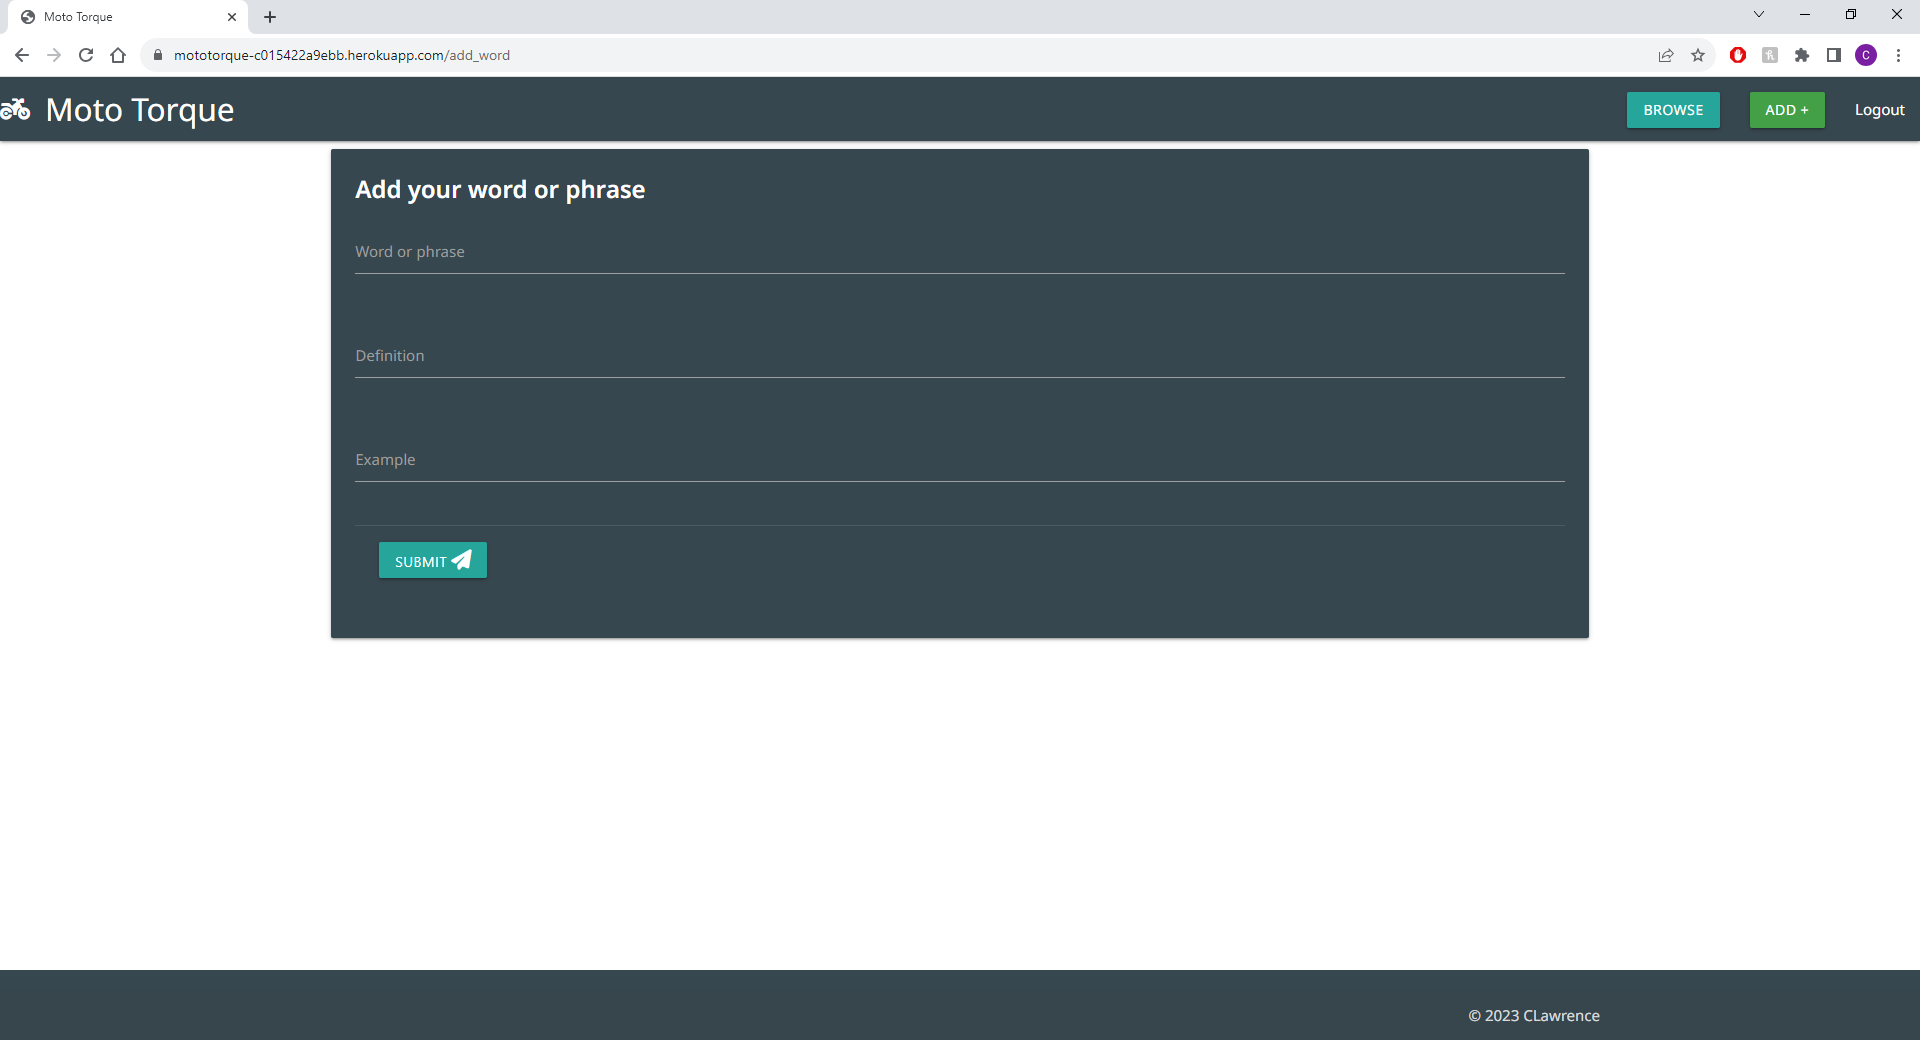 Moto Torque
mototorque-c015422a9ebb.herokuapp.com/add_word
C
Moto Torque
BROWSE
ADD +
Logout
Add your word or phrase
Word or phrase
Definition
Example
SUBMIT
© 2023 CLawrence